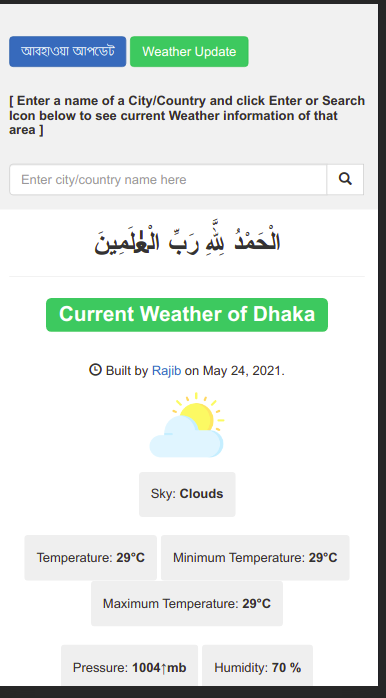 আবহাওয়া আপডেট Weather Update
[ Enter a name of a City/Country and click Enter or Search
Icon below to see current Weather information of that
area ]
Enter city/country name here
الْحَمْدُ لِلَّهِ رَبِّ الْعَٰلَمِينَ
Current Weather of Dhaka
Built by Rajib on May 24, 2021.
Sky: Clouds
Temperature: 29°C Minimum Temperature: 29°C
Maximum Temperature: 29°C
Pressure: 1004↑mb Humidity: 70 %